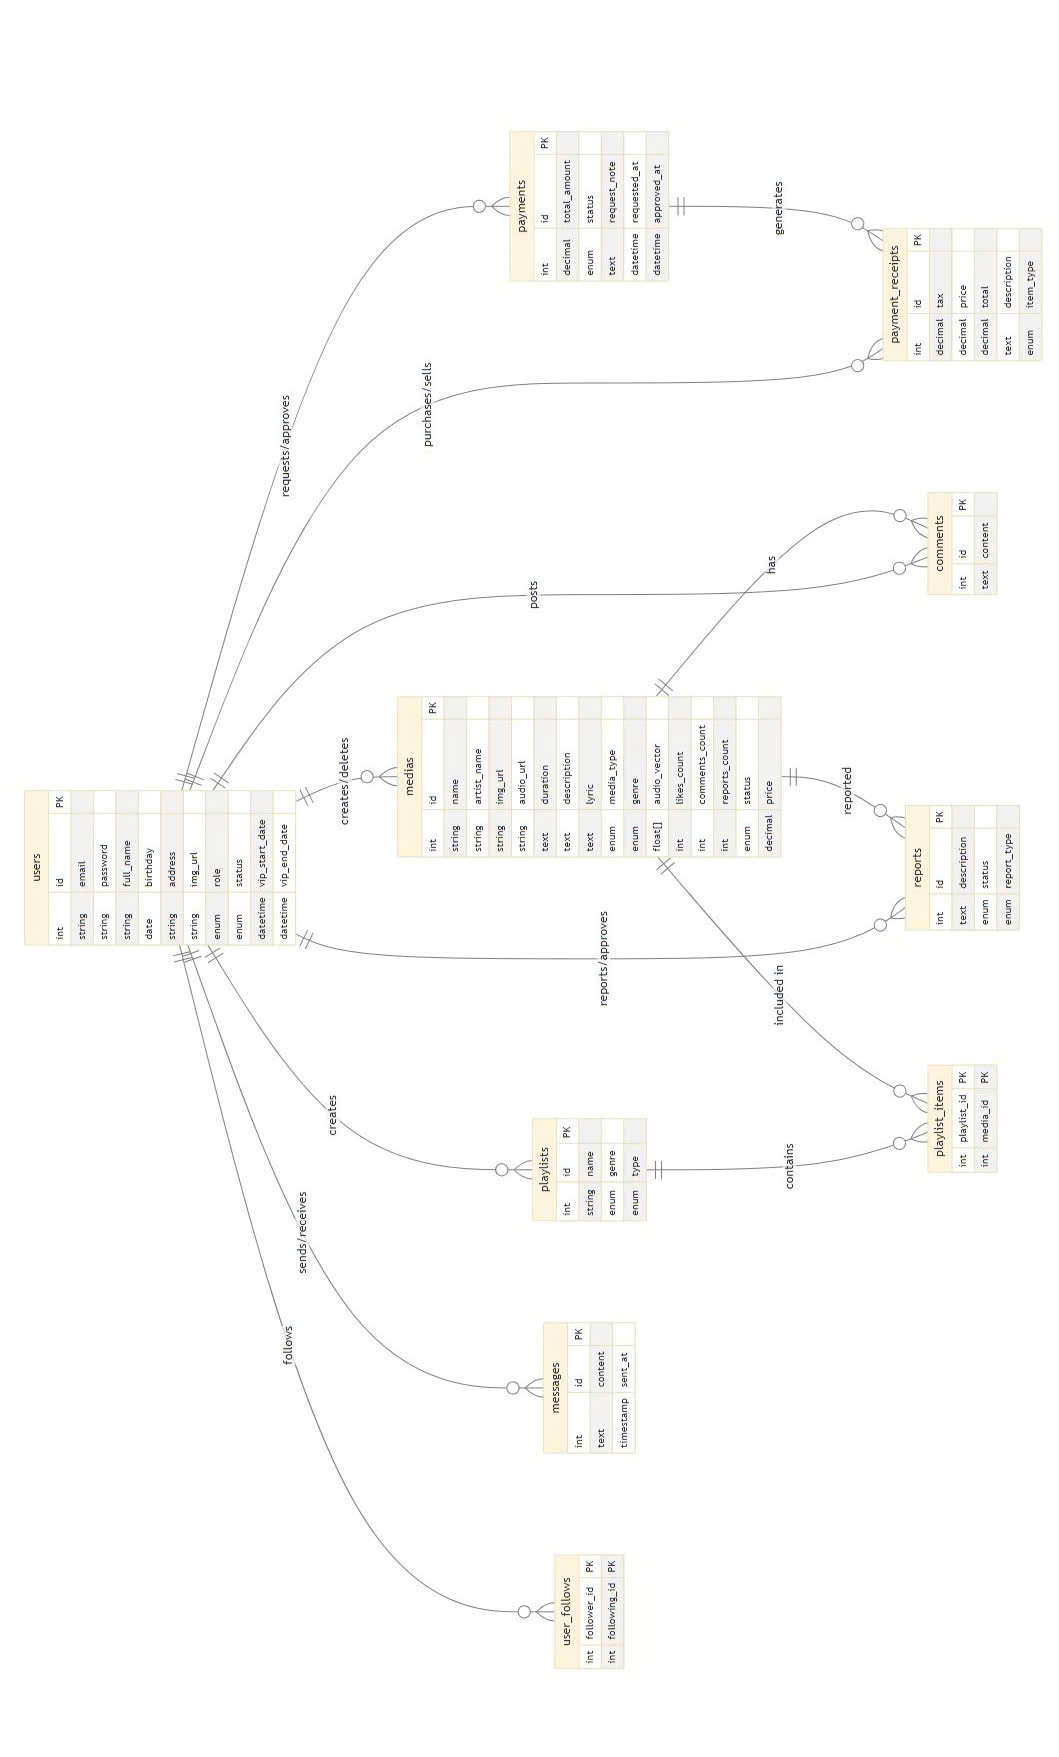 users
int id PK
string email
string password
string full_name
date birthday
string address
string img_url
enum role
enum status
datetime vip_start_date
datetime vip_end_date
follows
sends/receives
creates
reports/approves
creates/deletes
posts
purchases/sells
requests/approves
user_follows
int follower_id PK
int following_id PK
messages
int id PK
text content
timestamp sent_at
playlists
int id PK
string name
enum genre
enum type
medias
int id PK
string name
string artist_name
string img_url
string audio_url
text duration
text description
text lyric
enum media_type
enum genre
float[] audio_vector
int likes_count
int comments_count
int reports_count
enum status
decimal price
payments
int id PK
decimal total_amount
enum status
text request_note
datetime requested_at
datetime approved_at
contains
included in
reported
has
generates
playlist_items
int playlist_id PK
int media_id PK
reports
int id PK
text description
enum status
enum report_type
comments
int id PK
text content
payment_receipts
int id PK
decimal tax
decimal price
decimal total
text description
enum item_type